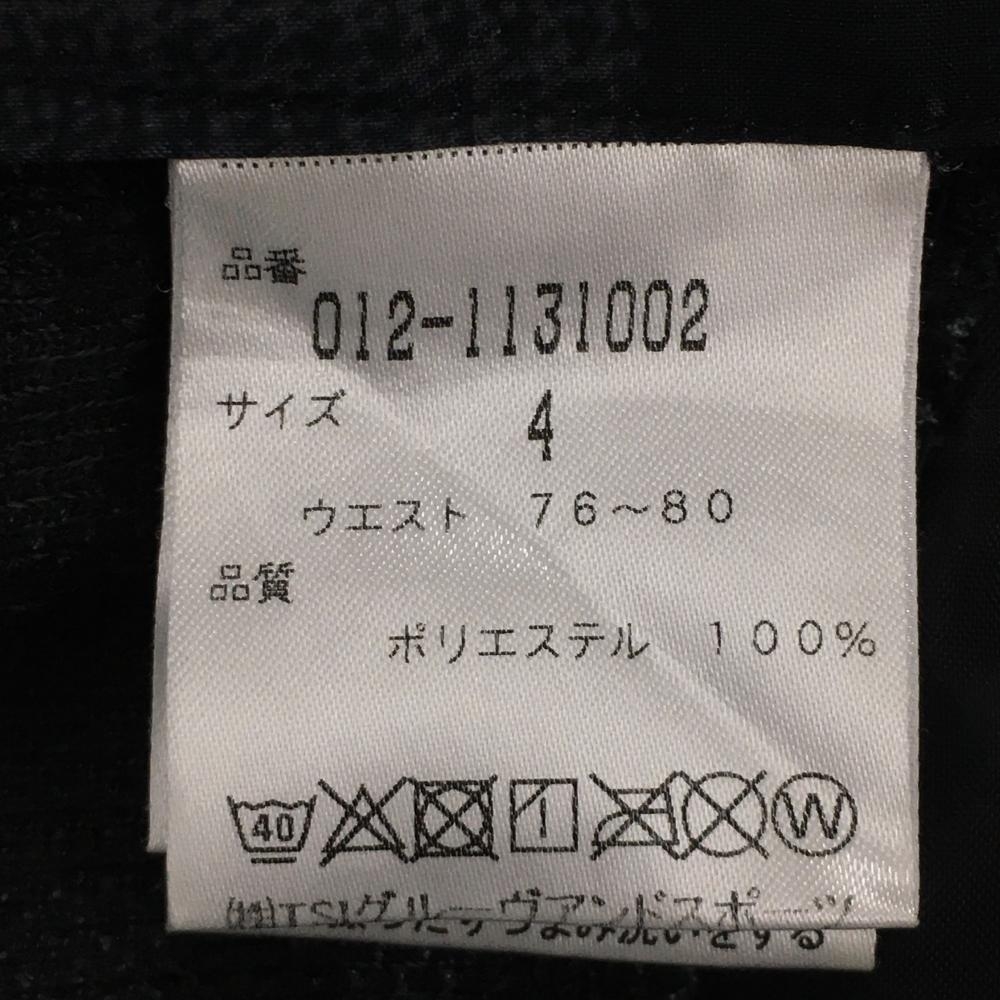 品番
012-1131002
サイズ 4
ウエスト 76～80
品質
ポリエステル 100%
40 W
㈱TSIグルーヴアンドスポーツ